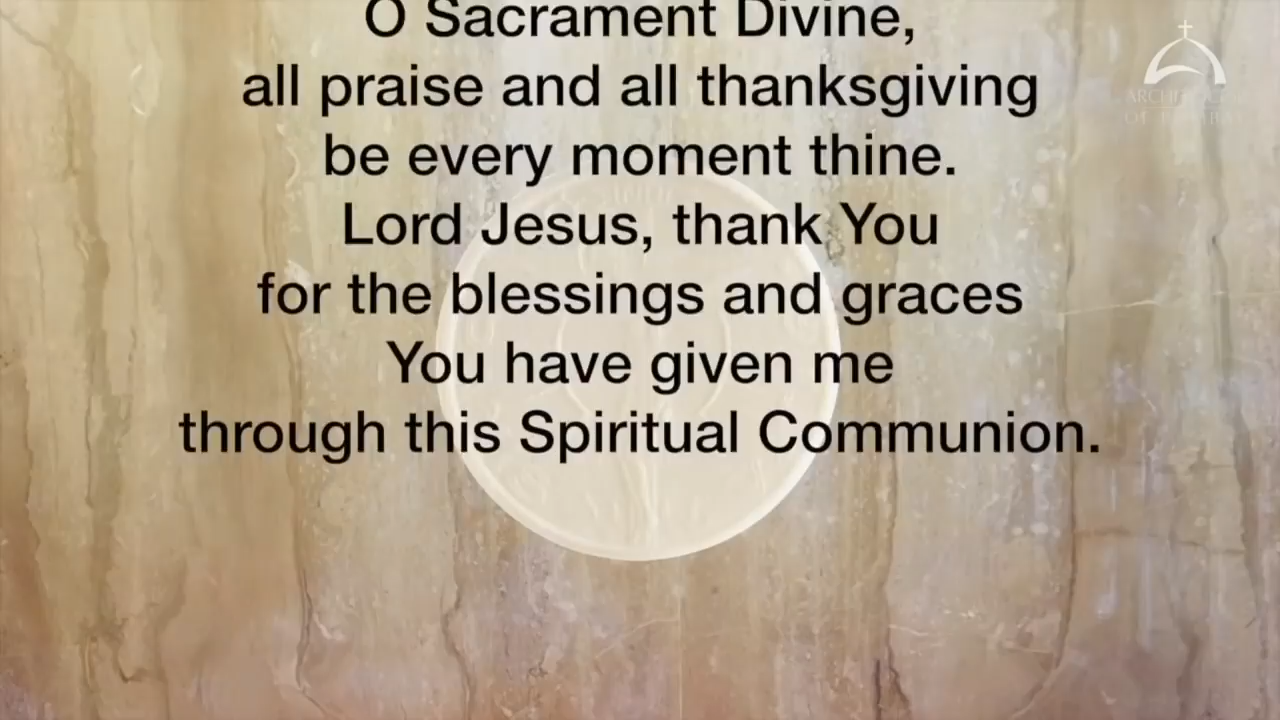 O Sacrament Divine,
all praise and all thanksgiving
be every moment thine.
Lord Jesus, thank You
for the blessings and graces
You have given me
through this Spiritual Communion.
OF